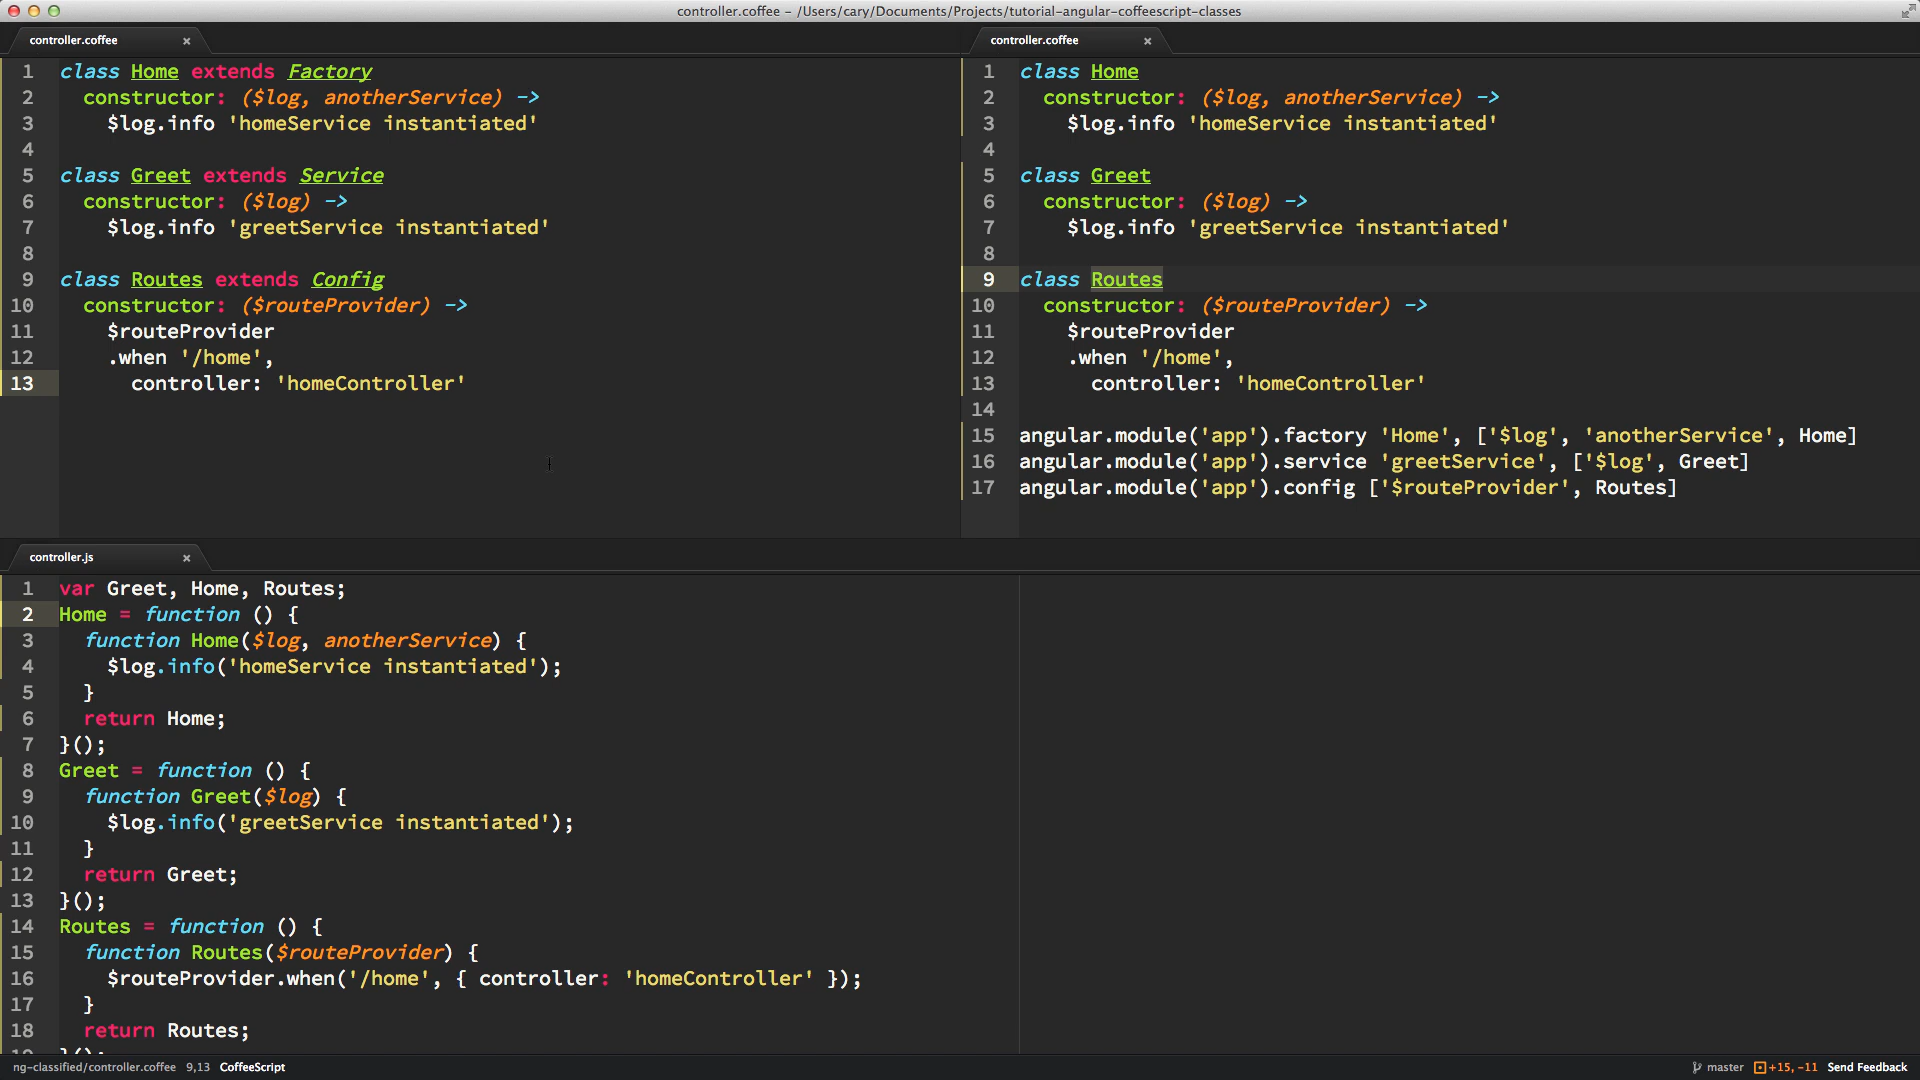 controller.coffee – /Users/cary/Documents/Projects/tutorial-angular-coffeescript-classes
controller.coffee ×
1 class Home extends Factory
2   constructor: ($log, anotherService) ->
3     $log.info 'homeService instantiated'
4
5 class Greet extends Service
6   constructor: ($log) ->
7     $log.info 'greetService instantiated'
8
9 class Routes extends Config
10   constructor: ($routeProvider) ->
11     $routeProvider
12     .when '/home',
13       controller: 'homeController'
controller.coffee ×
1 class Home
2   constructor: ($log, anotherService) ->
3     $log.info 'homeService instantiated'
4
5 class Greet
6   constructor: ($log) ->
7     $log.info 'greetService instantiated'
8
9 class Routes
10   constructor: ($routeProvider) ->
11     $routeProvider
12     .when '/home',
13       controller: 'homeController'
14
15 angular.module('app').factory 'Home', ['$log', 'anotherService', Home]
16 angular.module('app').service 'greetService', ['$log', Greet]
17 angular.module('app').config ['$routeProvider', Routes]
controller.js ×
1 var Greet, Home, Routes;
2 Home = function () {
3   function Home($log, anotherService) {
4     $log.info('homeService instantiated');
5   }
6   return Home;
7 }();
8 Greet = function () {
9   function Greet($log) {
10     $log.info('greetService instantiated');
11   }
12   return Greet;
13 }();
14 Routes = function () {
15   function Routes($routeProvider) {
16     $routeProvider.when('/home', { controller: 'homeController' });
17   }
18   return Routes;
19 }();
ng-classified/controller.coffee 9,13 CoffeeScript
master +15, -11 Send Feedback